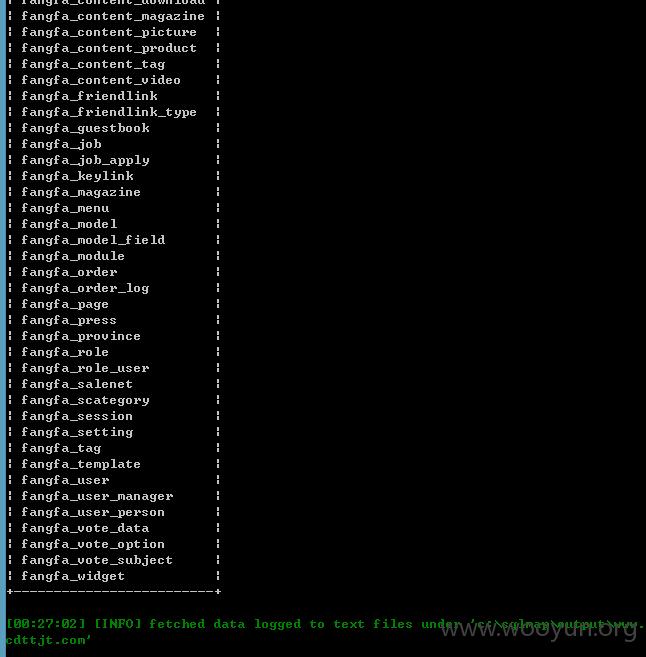 ¦ fangfa_content_download ¦
¦ fangfa_content_magazine ¦
¦ fangfa_content_picture ¦
¦ fangfa_content_product ¦
¦ fangfa_content_tag ¦
¦ fangfa_content_video ¦
¦ fangfa_friendlink ¦
¦ fangfa_friendlink_type ¦
¦ fangfa_guestbook ¦
¦ fangfa_job ¦
¦ fangfa_job_apply ¦
¦ fangfa_keylink ¦
¦ fangfa_magazine ¦
¦ fangfa_menu ¦
¦ fangfa_model ¦
¦ fangfa_model_field ¦
¦ fangfa_module ¦
¦ fangfa_order ¦
¦ fangfa_order_log ¦
¦ fangfa_page ¦
¦ fangfa_press ¦
¦ fangfa_province ¦
¦ fangfa_role ¦
¦ fangfa_role_user ¦
¦ fangfa_salenet ¦
¦ fangfa_scategory ¦
¦ fangfa_session ¦
¦ fangfa_setting ¦
¦ fangfa_tag ¦
¦ fangfa_template ¦
¦ fangfa_user ¦
¦ fangfa_user_manager ¦
¦ fangfa_user_person ¦
¦ fangfa_vote_data ¦
¦ fangfa_vote_option ¦
¦ fangfa_vote_subject ¦
¦ fangfa_widget ¦
+-------------------------+
[00:27:02] [INFO] fetched data logged to text files under 'c:\sqlmap\output\www.
cdttjt.com'
www.wooyun.org